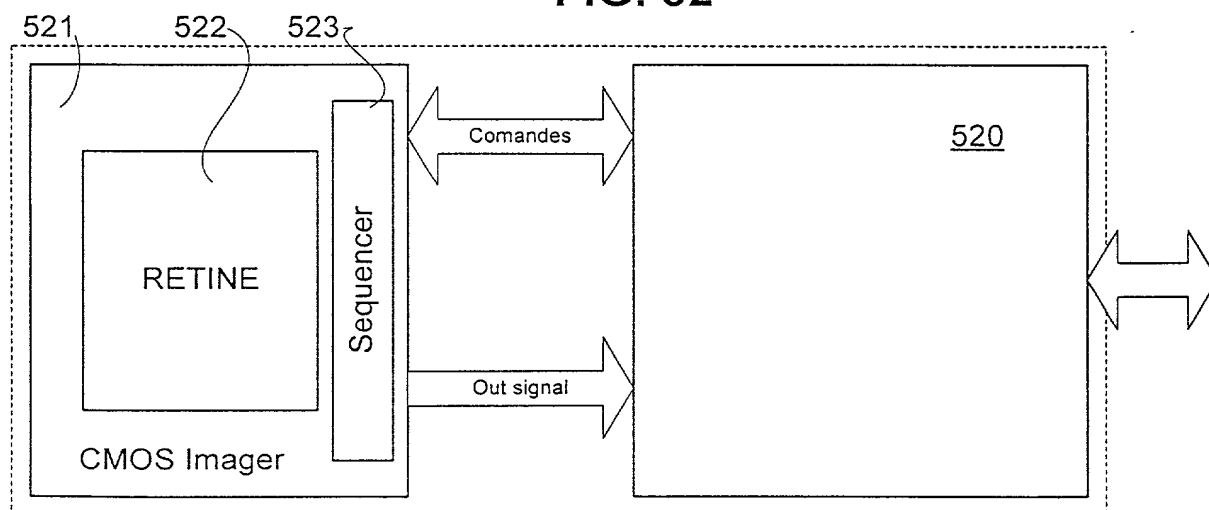 521 522 523
Comandes
520
RETINE
Sequencer
Out signal
CMOS Imager